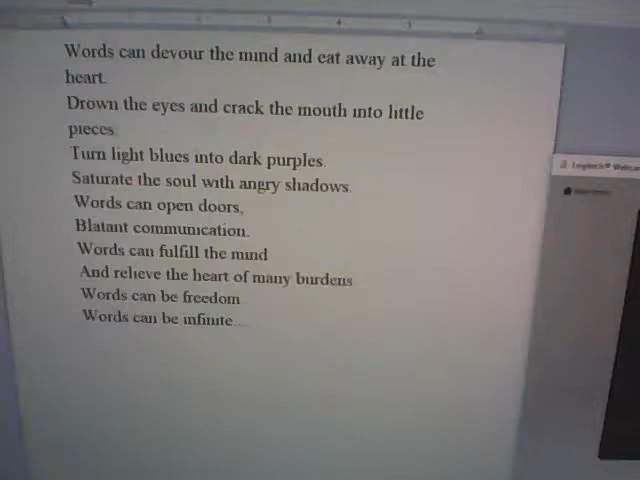 Words can devour the mind and eat away at the
heart.
Drown the eyes and crack the mouth into little
pieces.
Turn light blues into dark purples.
Saturate the soul with angry shadows.
Words can open doors,
Blatant communication.
Words can fulfill the mind
And relieve the heart of many burdens
Words can be freedom
Words can be infinite...
Logitech®